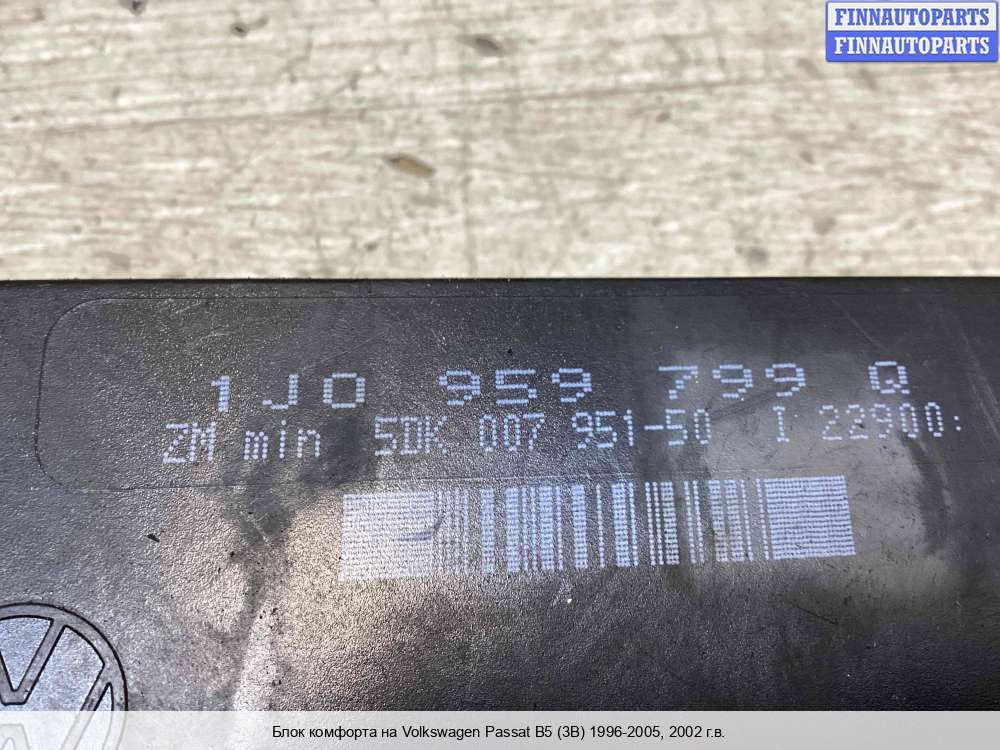 FINNAUTOPARTS
FINNAUTOPARTS
1J0 959 799 Q
ZM min 5DK 007 951-50 I 22900:
Блок комфорта на Volkswagen Passat B5 (3B) 1996-2005, 2002 г.в.